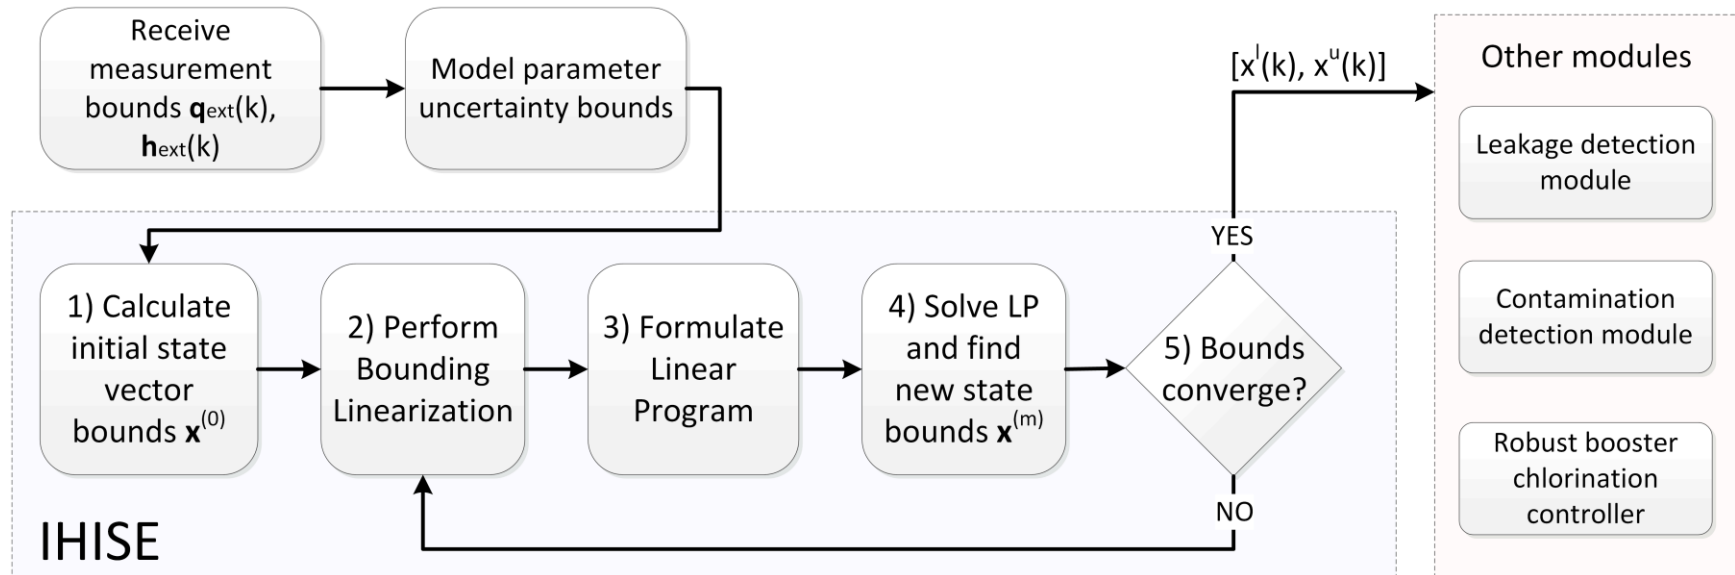 Receive
measurement
bounds qext(k),
hext(k)
Model parameter
uncertainty bounds
[xˡ(k), xᵘ(k)]
Other modules
Leakage detection
module
Contamination
detection module
Robust booster
chlorination
controller
YES
1) Calculate
initial state
vector
bounds x⁽⁰⁾
2) Perform
Bounding
Linearization
3) Formulate
Linear
Program
4) Solve LP
and find
new state
bounds x⁽ᵐ⁾
5) Bounds
converge?
NO
IHISE